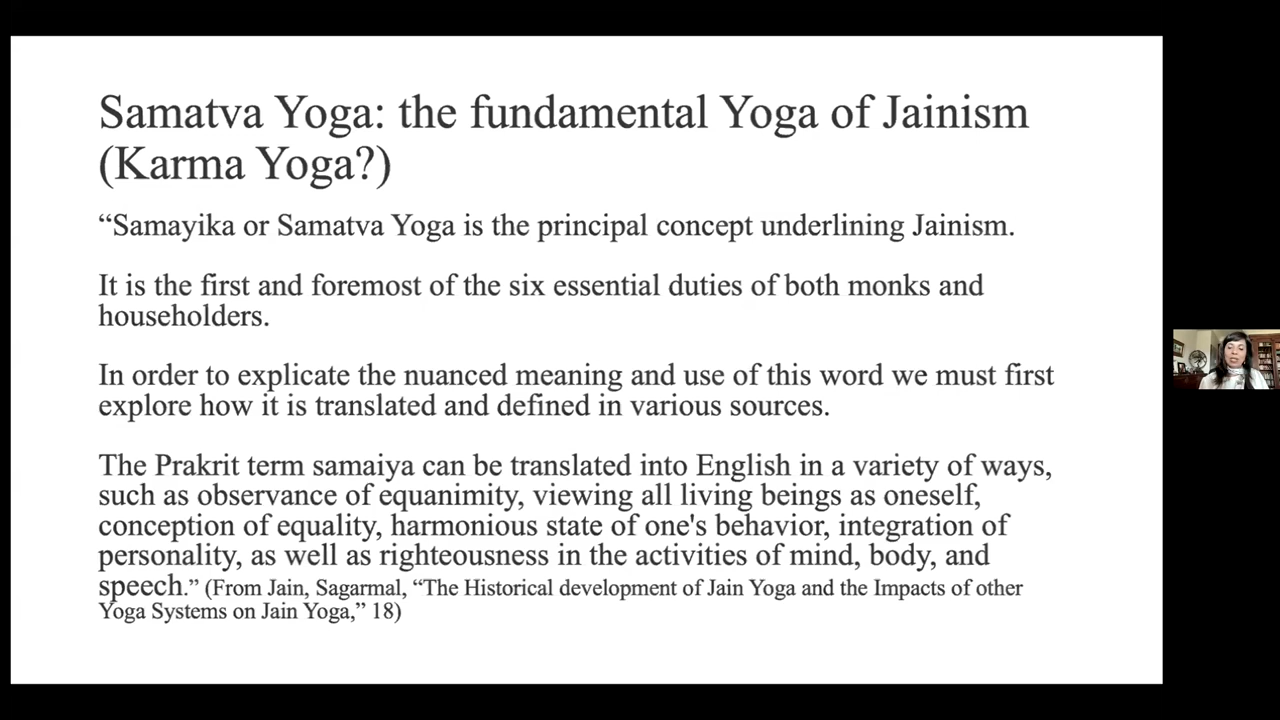 Samatva Yoga: the fundamental Yoga of Jainism
(Karma Yoga?)
“Samayika or Samatva Yoga is the principal concept underlining Jainism.
It is the first and foremost of the six essential duties of both monks and
householders.
In order to explicate the nuanced meaning and use of this word we must first
explore how it is translated and defined in various sources.
The Prakrit term samaiya can be translated into English in a variety of ways,
such as observance of equanimity, viewing all living beings as oneself,
conception of equality, harmonious state of one's behavior, integration of
personality, as well as righteousness in the activities of mind, body, and
speech.” (From Jain, Sagarmal, “The Historical development of Jain Yoga and the Impacts of other
Yoga Systems on Jain Yoga,” 18)